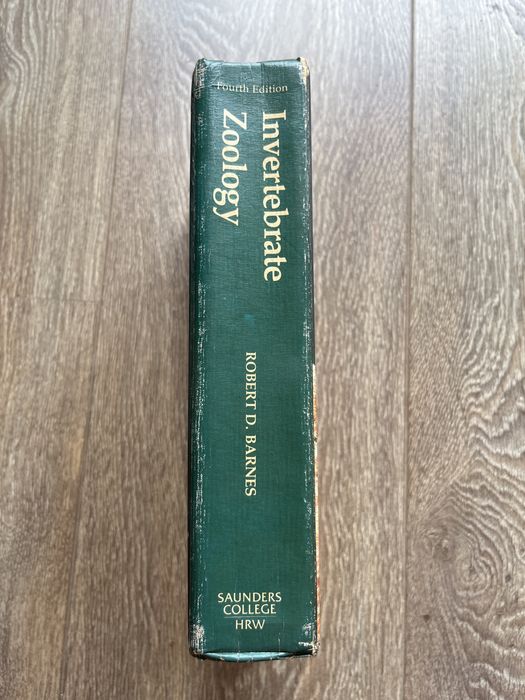 Fourth Edition
Invertebrate
Zoology
ROBERT D. BARNES
SAUNDERS
COLLEGE
HRW